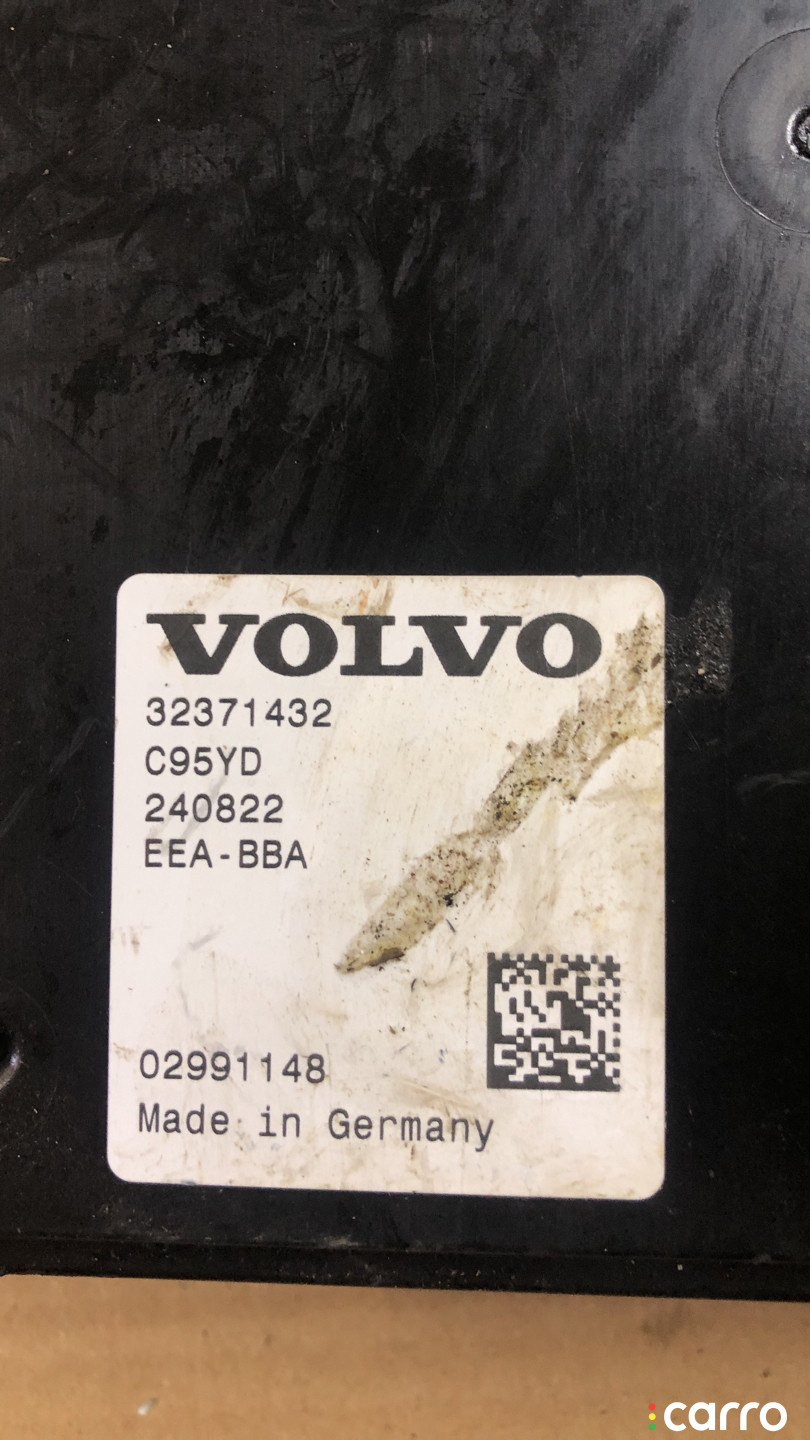 VOLVO
32371432
C95YD
240822
EEA-BBA
02991148
Made in Germany
carro